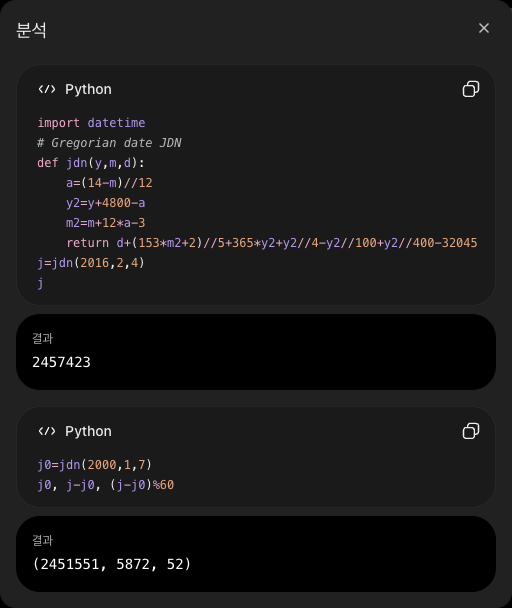 분석
Python
import datetime
# Gregorian date JDN
def jdn(y,m,d):
    a=(14-m)//12
    y2=y+4800-a
    m2=m+12*a-3
    return d+(153*m2+2)//5+365*y2+y2//4-y2//100+y2//400-32045
j=jdn(2016,2,4)
j
결과
2457423
Python
j0=jdn(2000,1,7)
j0, j-j0, (j-j0)%60
결과
(2451551, 5872, 52)